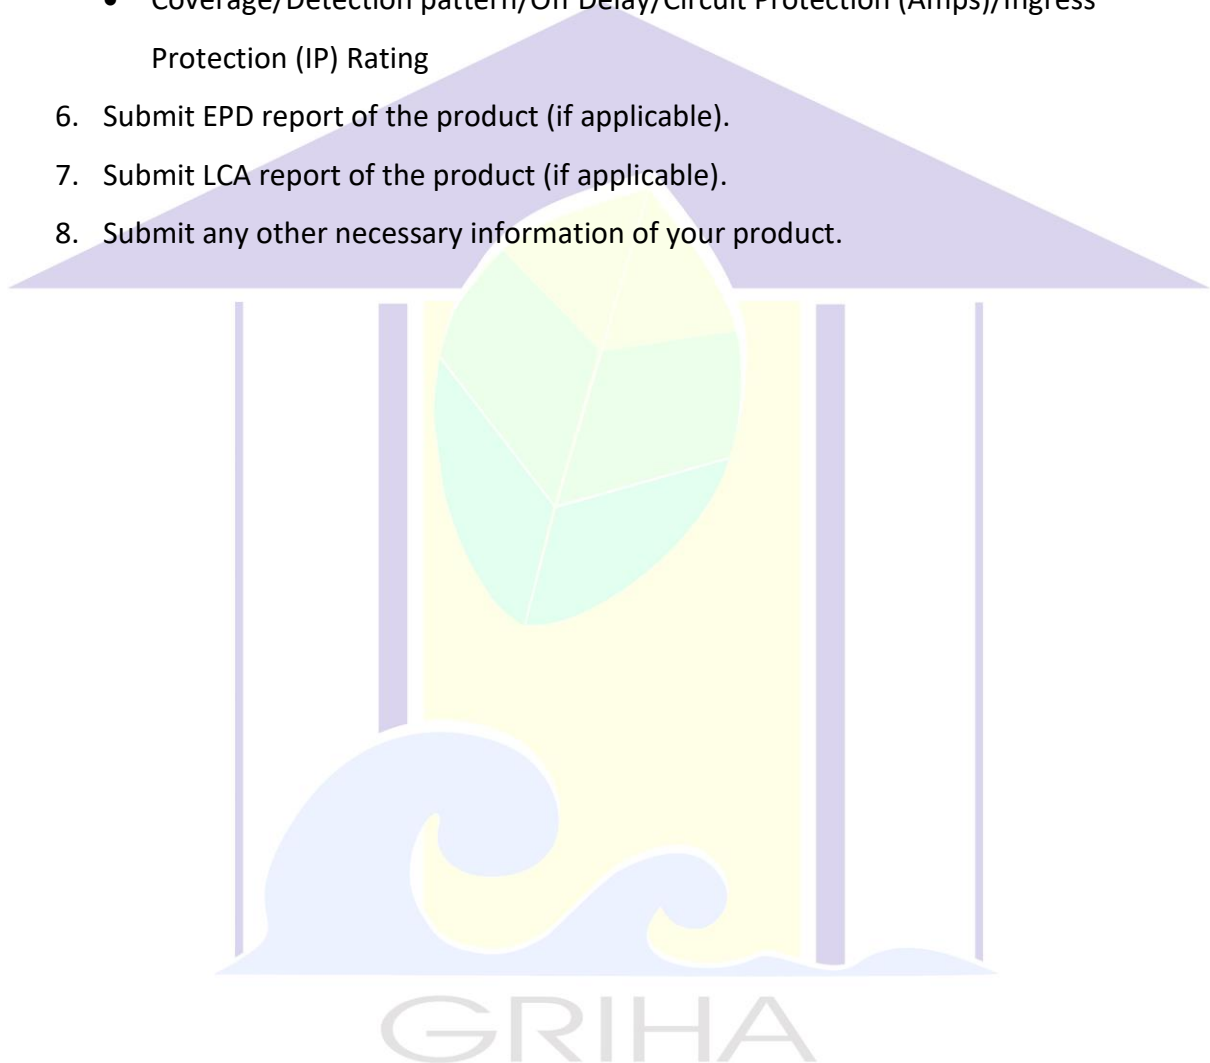 • Coverage/Detection pattern/Off Delay/Circuit Protection (Amps)/Ingress
Protection (IP) Rating
6. Submit EPD report of the product (if applicable).
7. Submit LCA report of the product (if applicable).
8. Submit any other necessary information of your product.
GRIHA